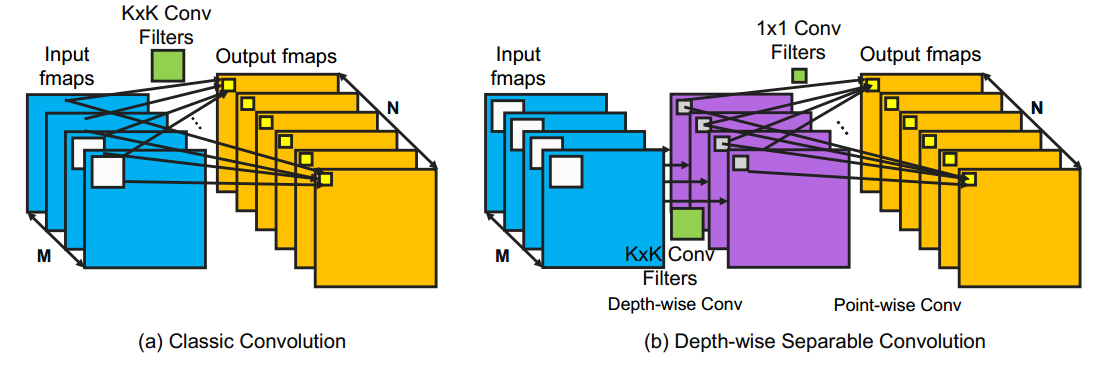 KxK Conv
Filters
Input
fmaps
Output fmaps
N
M
(a) Classic Convolution
Input
fmaps
1x1 Conv
Filters
Output fmaps
N
M
KxK Conv
Filters
Depth-wise Conv
Point-wise Conv
(b) Depth-wise Separable Convolution